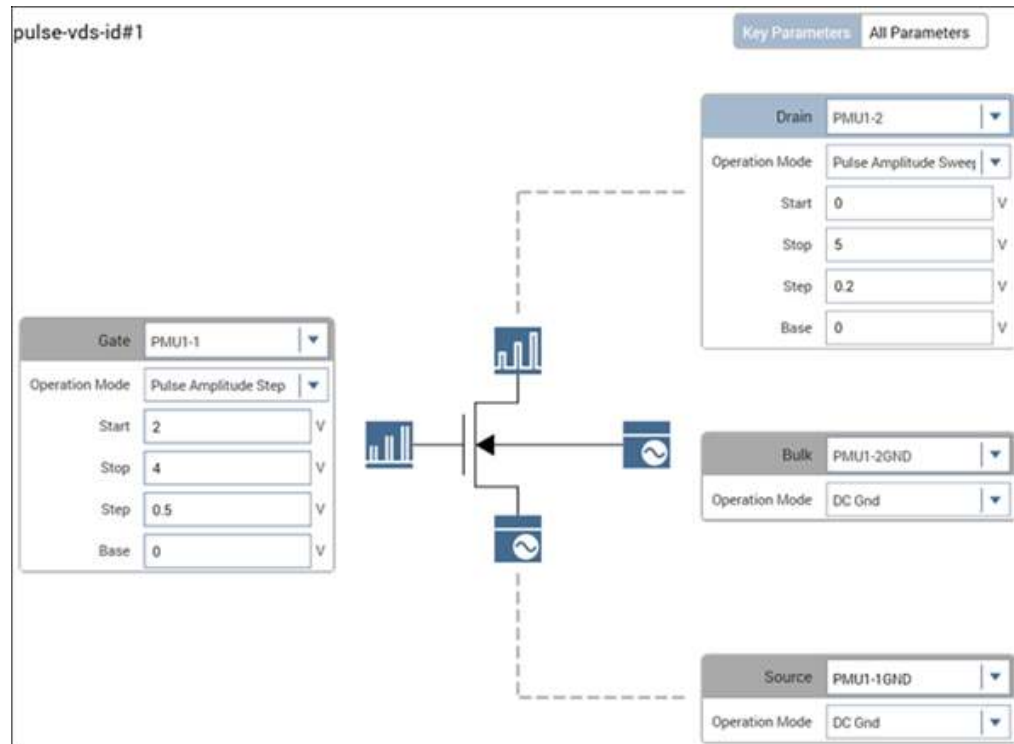 pulse-vds-id#1
Key Parameters All Parameters
Drain PMU1-2
Operation Mode Pulse Amplitude Sweep
Start 0 V
Stop 5 V
Step 0.2 V
Base 0 V
Gate PMU1-1
Operation Mode Pulse Amplitude Step
Start 2 V
Stop 4 V
Step 0.5 V
Base 0 V
Bulk PMU1-2GND
Operation Mode DC Gnd
Source PMU1-1GND
Operation Mode DC Gnd